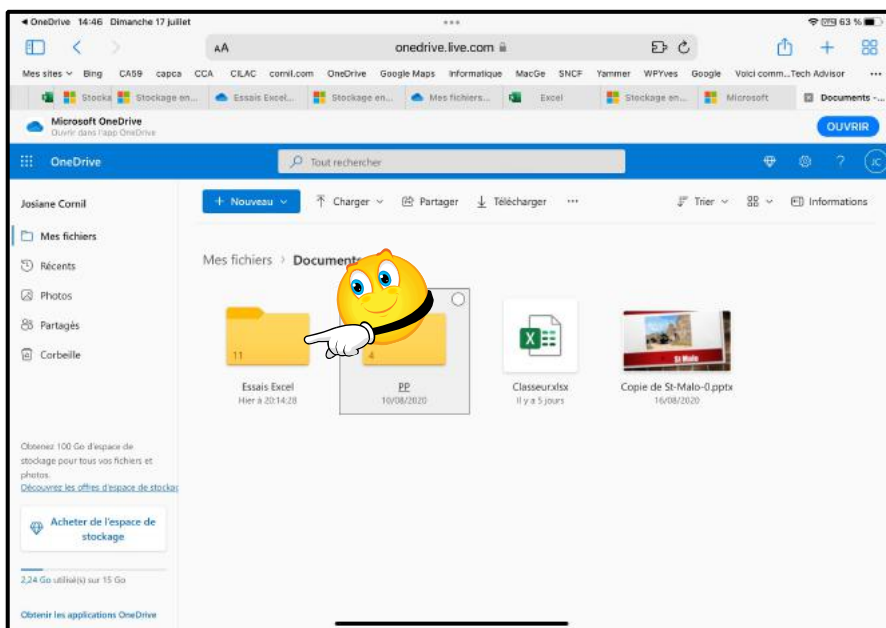 OneDrive 14:46 Dimanche 17 juillet
63 %
AA
onedrive.live.com
Mes sites Bing CA59 capca CCA CILAC cornil.com OneDrive Google Maps Informatique MacGe SNCF Yammer WPYves Google Voici comm...Tech Advisor
Stocka Stockage en... Essais Excel... Stockage en... Mes fichiers... Excel Stockage en... Microsoft Documents -...
Microsoft OneDrive
Ouvrir dans l'app OneDrive
OUVRIR
OneDrive
Tout rechercher
JC
Josiane Cornil
+ Nouveau
Charger
Partager
Télécharger
...
Trier
Informations
Mes fichiers
Récents
Photos
Partagés
Corbeille
Mes fichiers > Documents
11
4
Essais Excel
Hier à 20:14:28
PP
10/08/2020
Classeur.xlsx
Il y a 5 jours
St Malo
Copie de St-Malo-0.pptx
16/08/2020
Obtenez 100 Go d'espace de
stockage pour tous vos fichiers et
photos.
Découvrez les offres d'espace de stockag
Acheter de l'espace de
stockage
2,24 Go utilisé(s) sur 15 Go
Obtenir les applications OneDrive